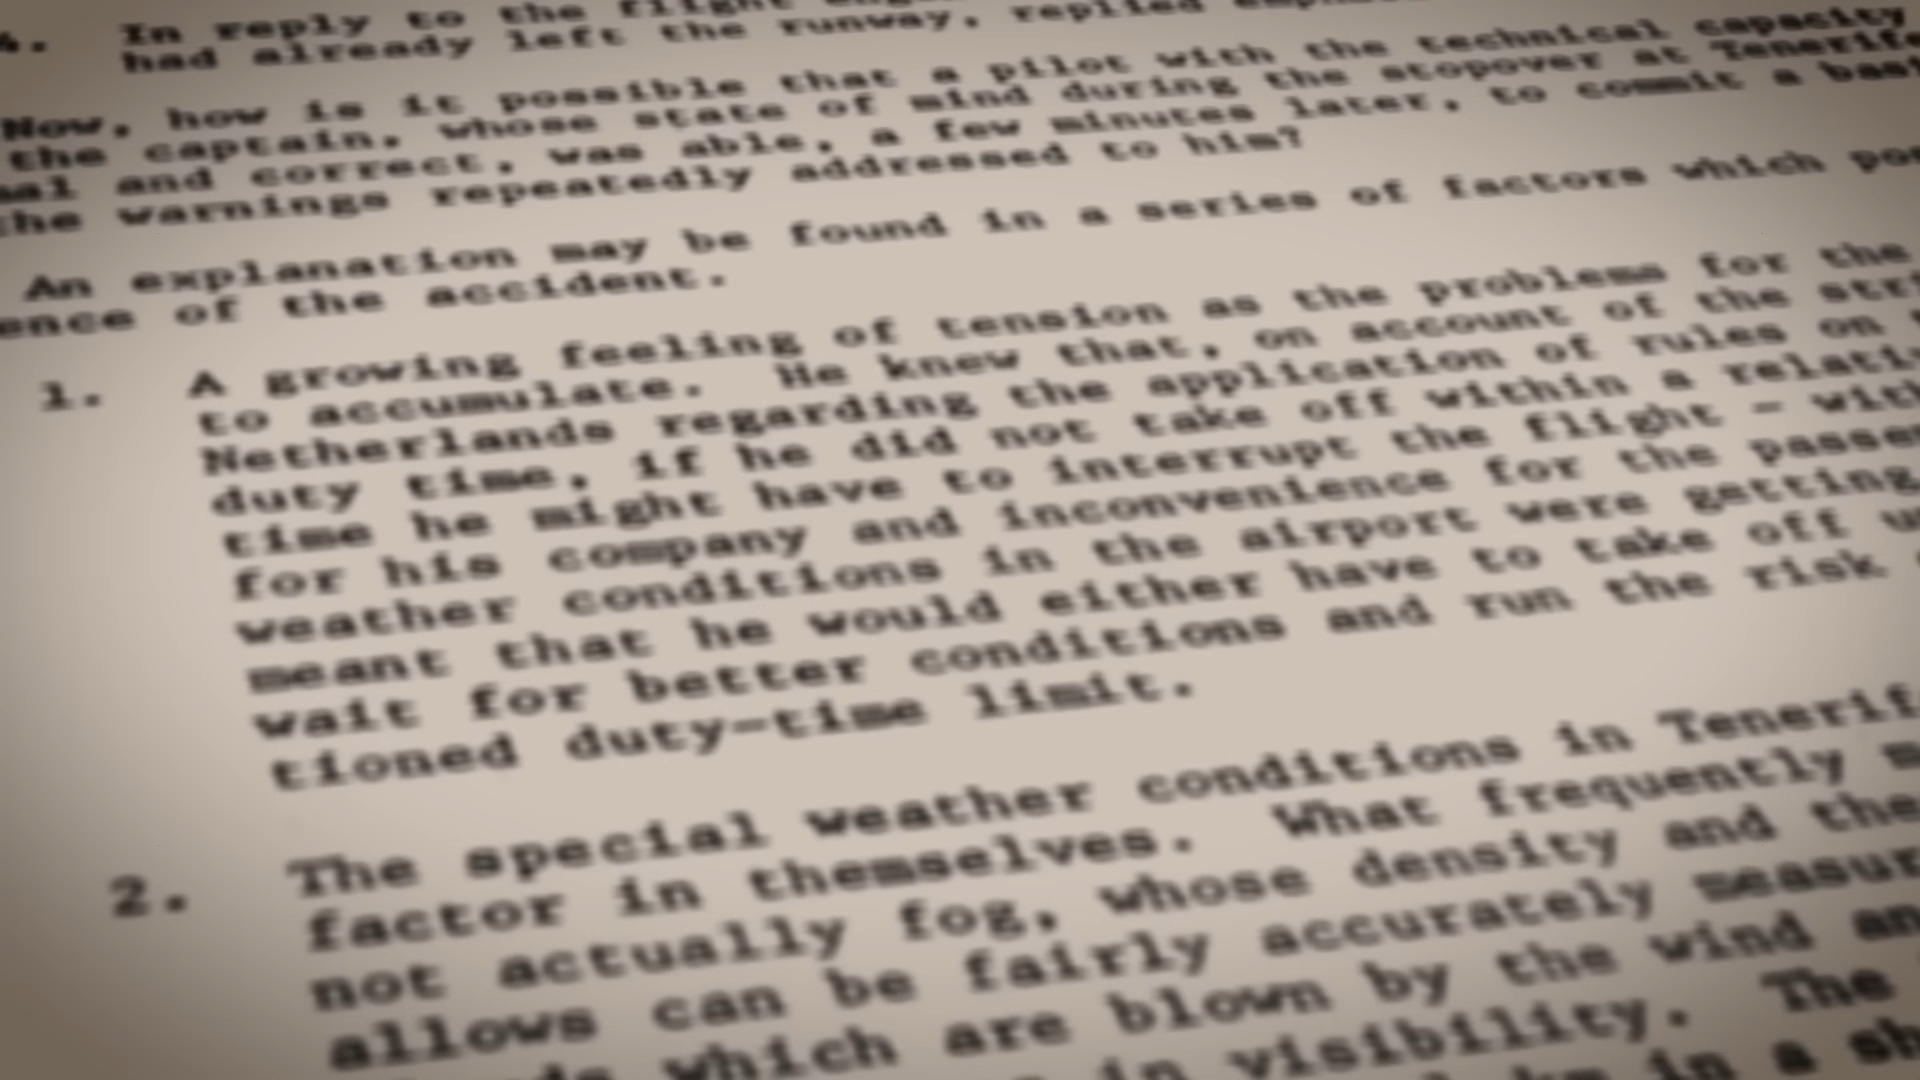 4. In reply to the flight
had already left the runway, replied
Now, how is it possible that a pilot with the technical capacity
the captain, whose state of mind during the stopover at Tenerife
and correct, was able, a few minutes later, to commit a
the warnings repeatedly addressed to him?
An explanation may be found in a series of factors which
of the accident.
1. A growing feeling of tension as the problems for the
to accumulate. He knew that, on account of the
Netherlands regarding the application of rules on
duty time, if he did not take off within a
time he might have to interrupt the flight –
for his company and inconvenience for the
weather conditions in the airport were getting
meant that he would either have to take off
wait for better conditions and run the risk
tioned duty-time limit.
2. The special weather conditions in
factor in themselves. What frequently
not actually fog, whose density and the
allows can be fairly accurately
which are blown by the wind
in visibility. The
in a